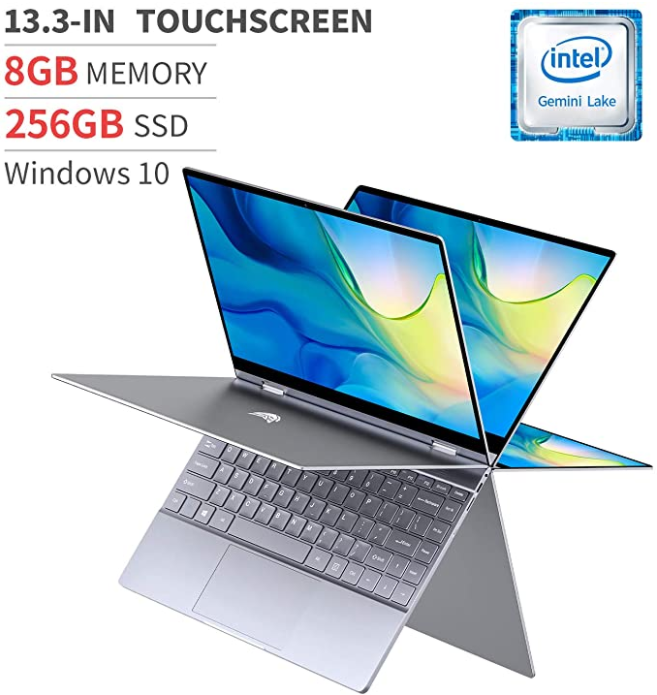 13.3-IN TOUCHSCREEN
8GB MEMORY
256GB SSD
Windows 10
intel
Gemini Lake